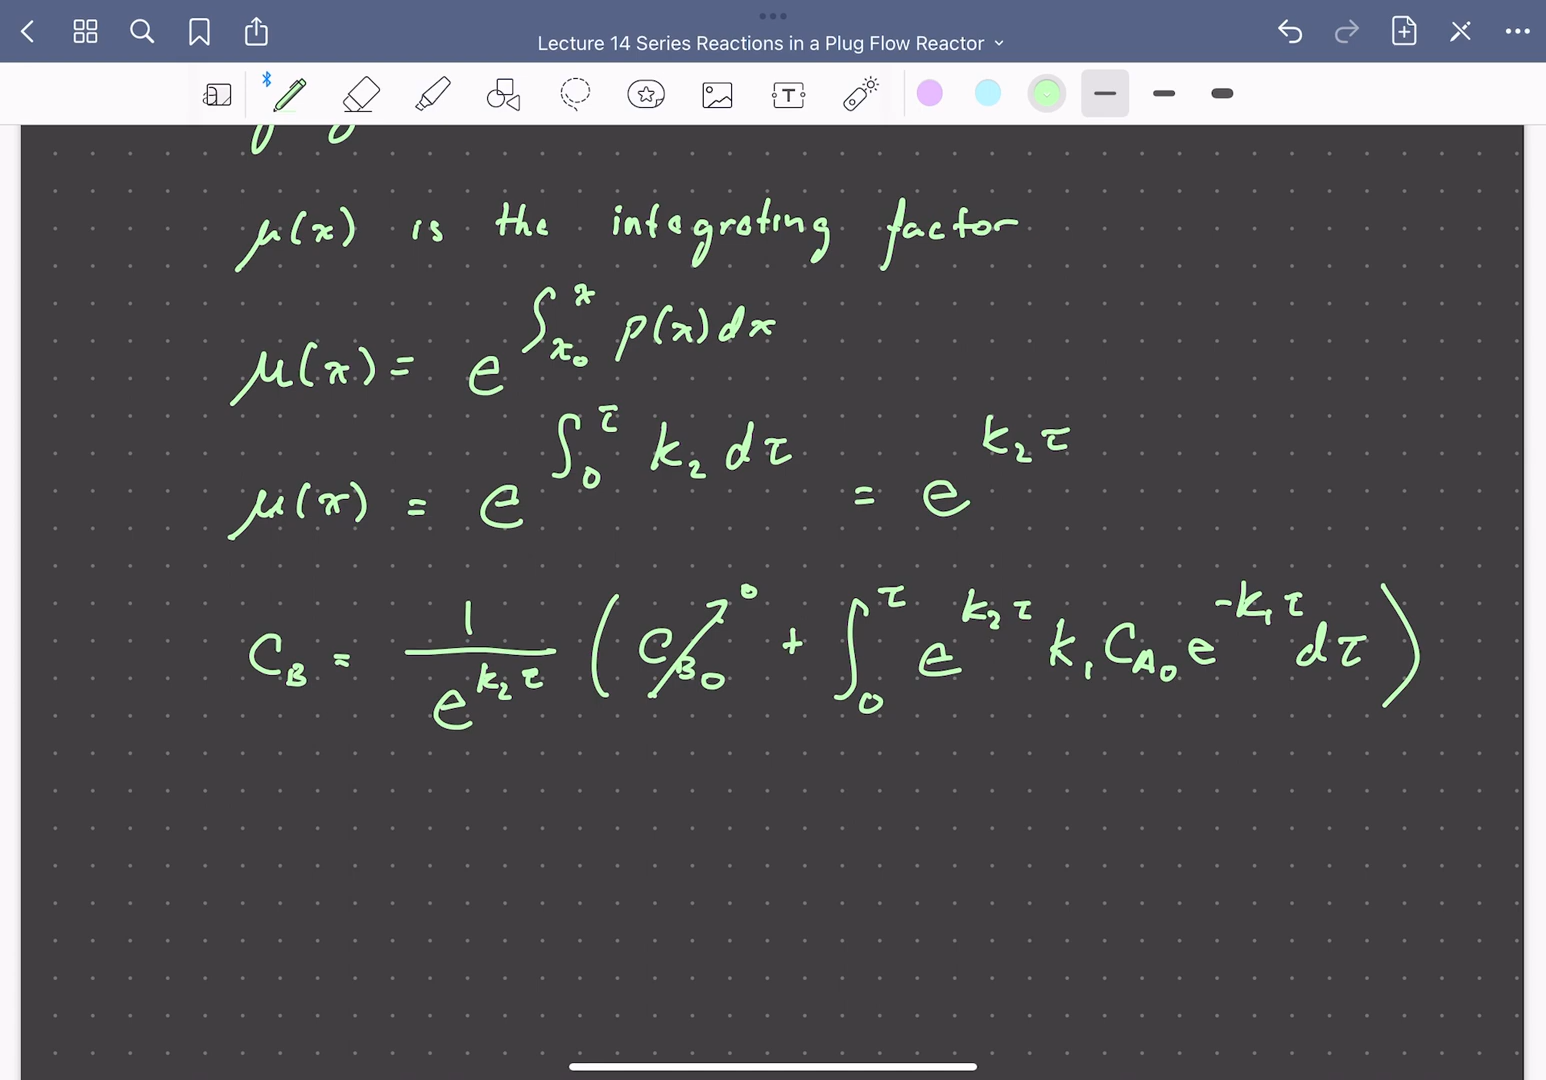 Lecture 14 Series Reactions in a Plug Flow Reactor
T
μ(x) is the integrating factor
μ(x) = e^{∫_{x₀}^{x} p(x)dx}
μ(x) = e^{∫_0^τ k₂ dτ} = e^{k₂τ}
C_B = \frac{1}{e^{k₂τ}} ( C_{B0}→0 + ∫_0^τ e^{k₂τ} k₁ C_{A0} e^{-k₁τ} dτ )